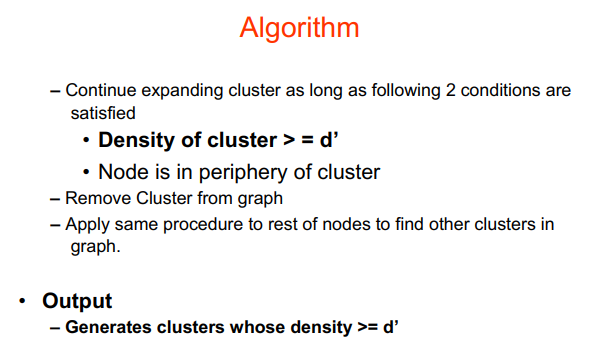 Algorithm
– Continue expanding cluster as long as following 2 conditions are
satisfied
• Density of cluster > = d’
• Node is in periphery of cluster
– Remove Cluster from graph
– Apply same procedure to rest of nodes to find other clusters in
graph.
• Output
– Generates clusters whose density >= d’